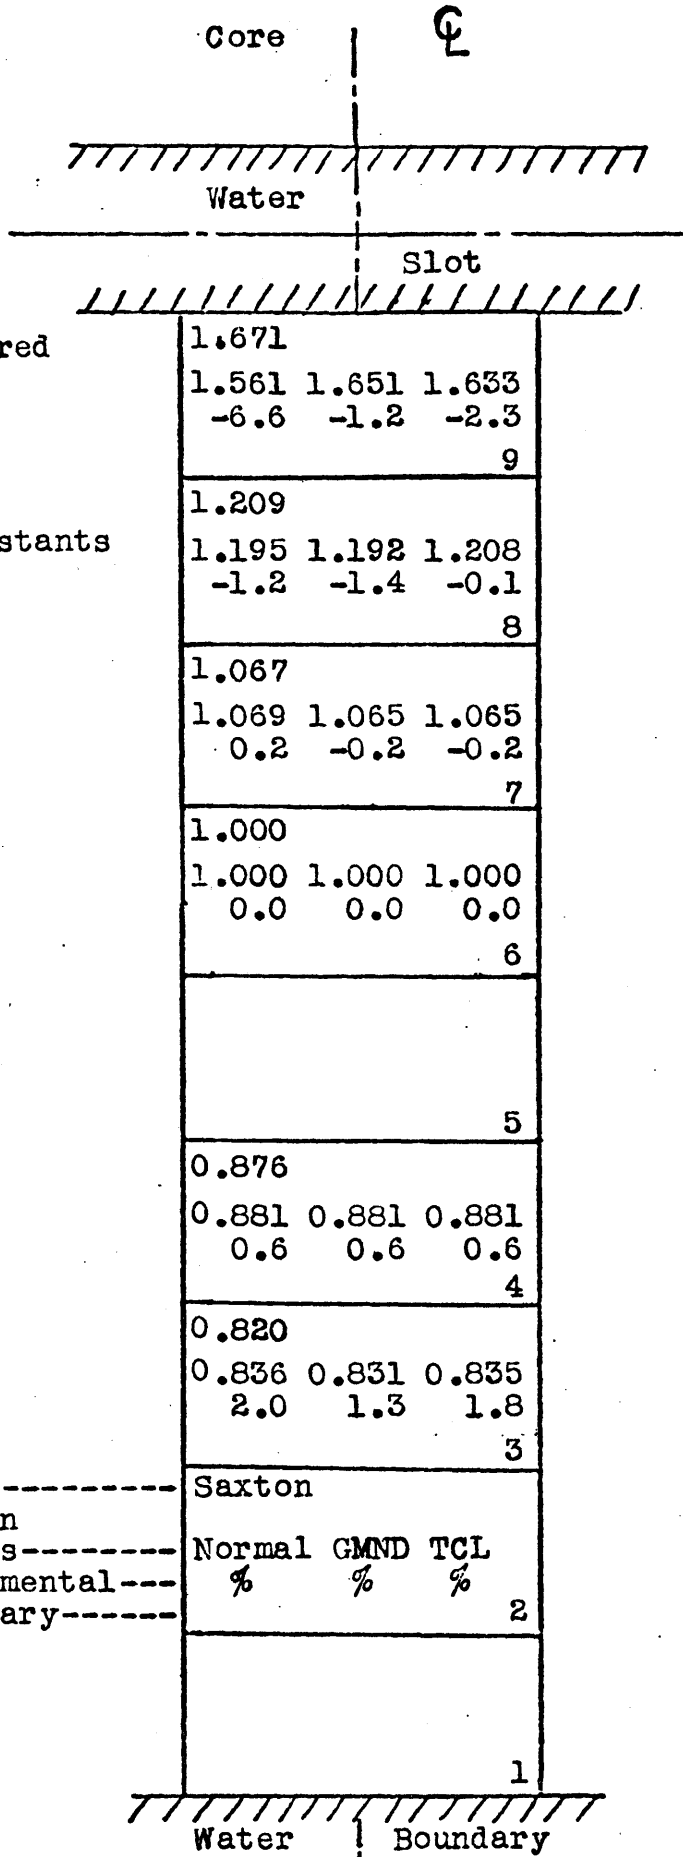 Core ℄
Water
Slot
red
1.671
1.561 1.651 1.633
-6.6 -1.2 -2.3
9
1.209
stants
1.195 1.192 1.208
-1.2 -1.4 -0.1
8
1.067
1.069 1.065 1.065
0.2 -0.2 -0.2
7
1.000
1.000 1.000 1.000
0.0 0.0 0.0
6
5
0.876
0.881 0.881 0.881
0.6 0.6 0.6
4
0.820
0.836 0.831 0.835
2.0 1.3 1.8
3
---------- Saxton
n
s-------- Normal GMND TCL
mental--- % % %
ary------ 2
1
Water Boundary